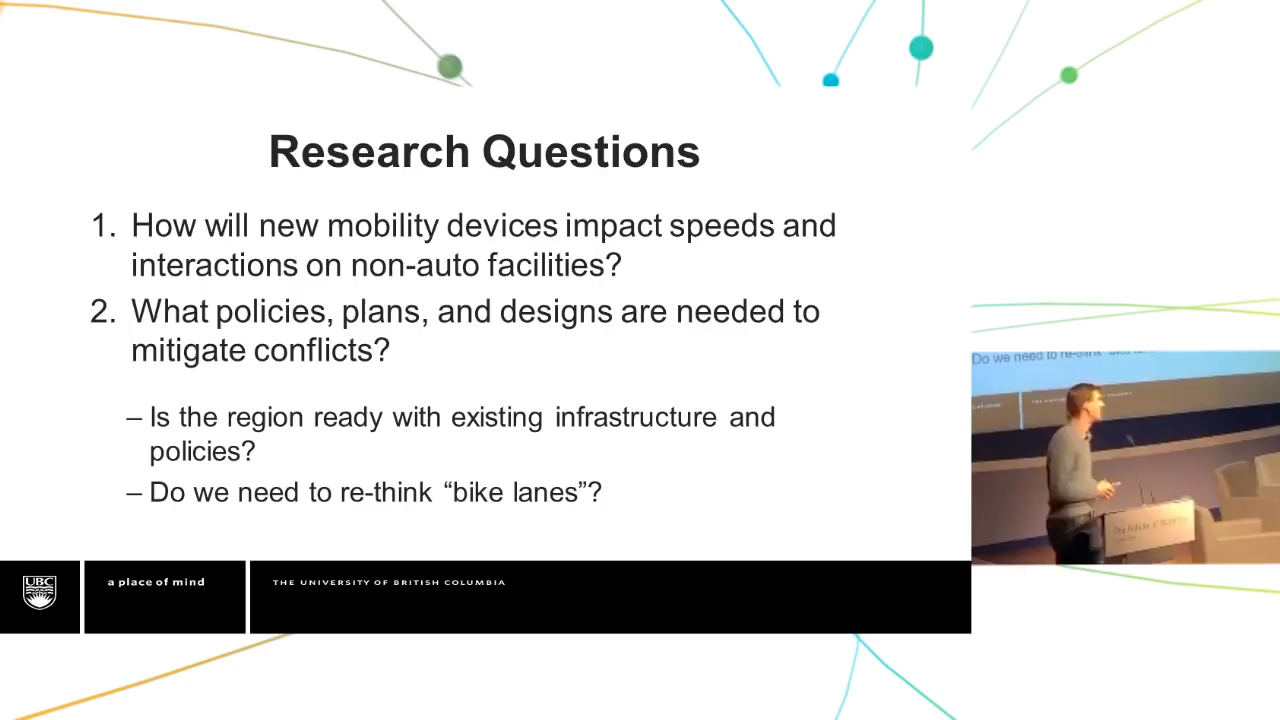 Research Questions
1. How will new mobility devices impact speeds and
interactions on non-auto facilities?
2. What policies, plans, and designs are needed to
mitigate conflicts?
– Is the region ready with existing infrastructure and
policies?
– Do we need to re-think “bike lanes”?
UBC
a place of mind
THE UNIVERSITY OF BRITISH COLUMBIA
Do we need to re-think
The Future of